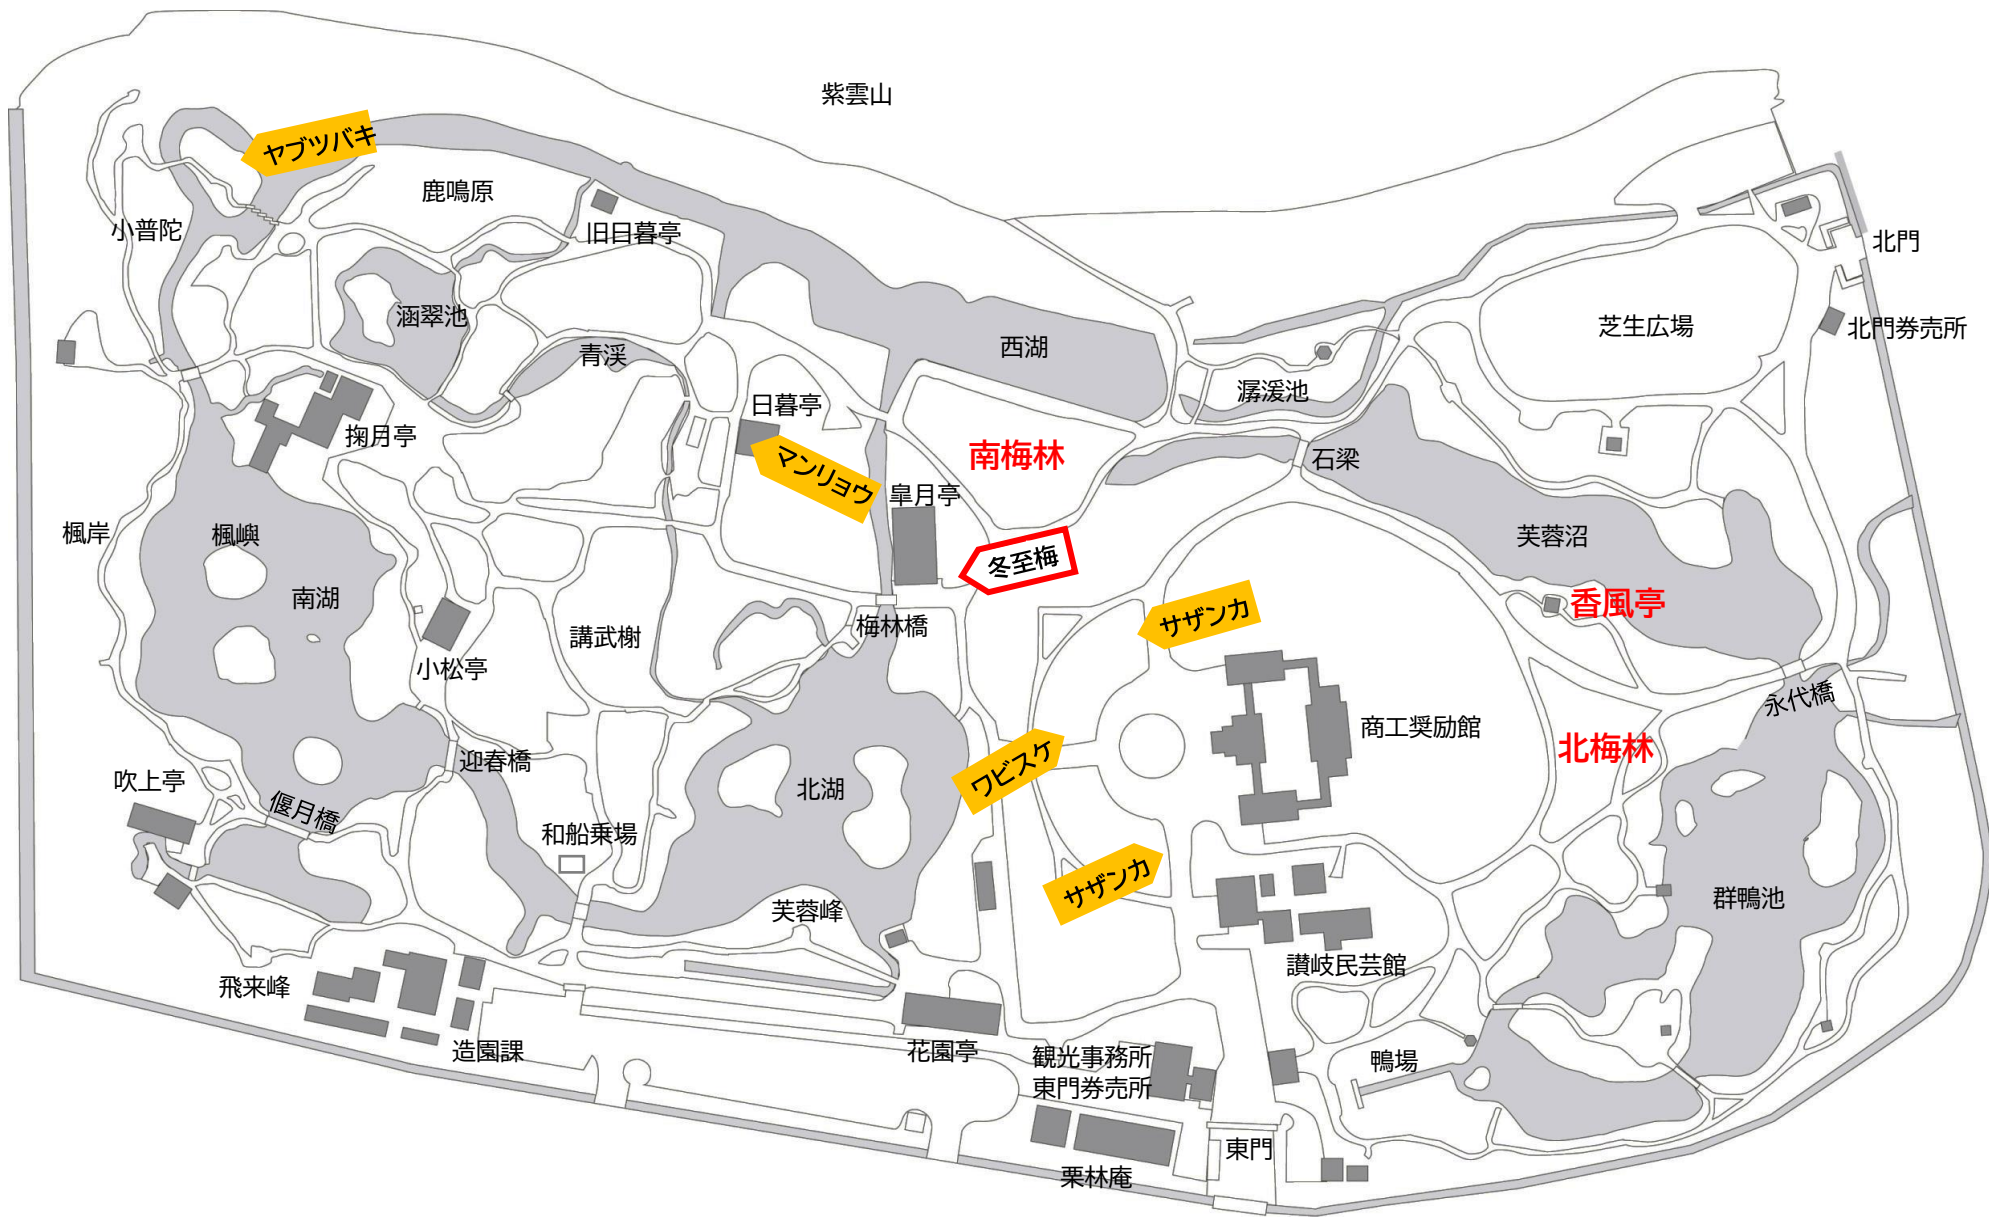 紫雲山
ヤブツバキ
鹿鳴原
小普陀
旧日暮亭
北門
涵翠池
青渓
西湖
芝生広場
北門券売所
潺湲池
日暮亭
掬月亭
南梅林
石梁
マンリョウ
皐月亭
楓岸
楓嶼
冬至梅
芙蓉沼
南湖
サザンカ
香風亭
講武榭
梅林橋
小松亭
永代橋
商工奨励館
北梅林
迎春橋
ワビスケ
吹上亭
偃月橋
北湖
和船乗場
サザンカ
芙蓉峰
群鴨池
飛来峰
讃岐民芸館
造園課
花園亭
観光事務所
東門券売所
鴨場
東門
栗林庵